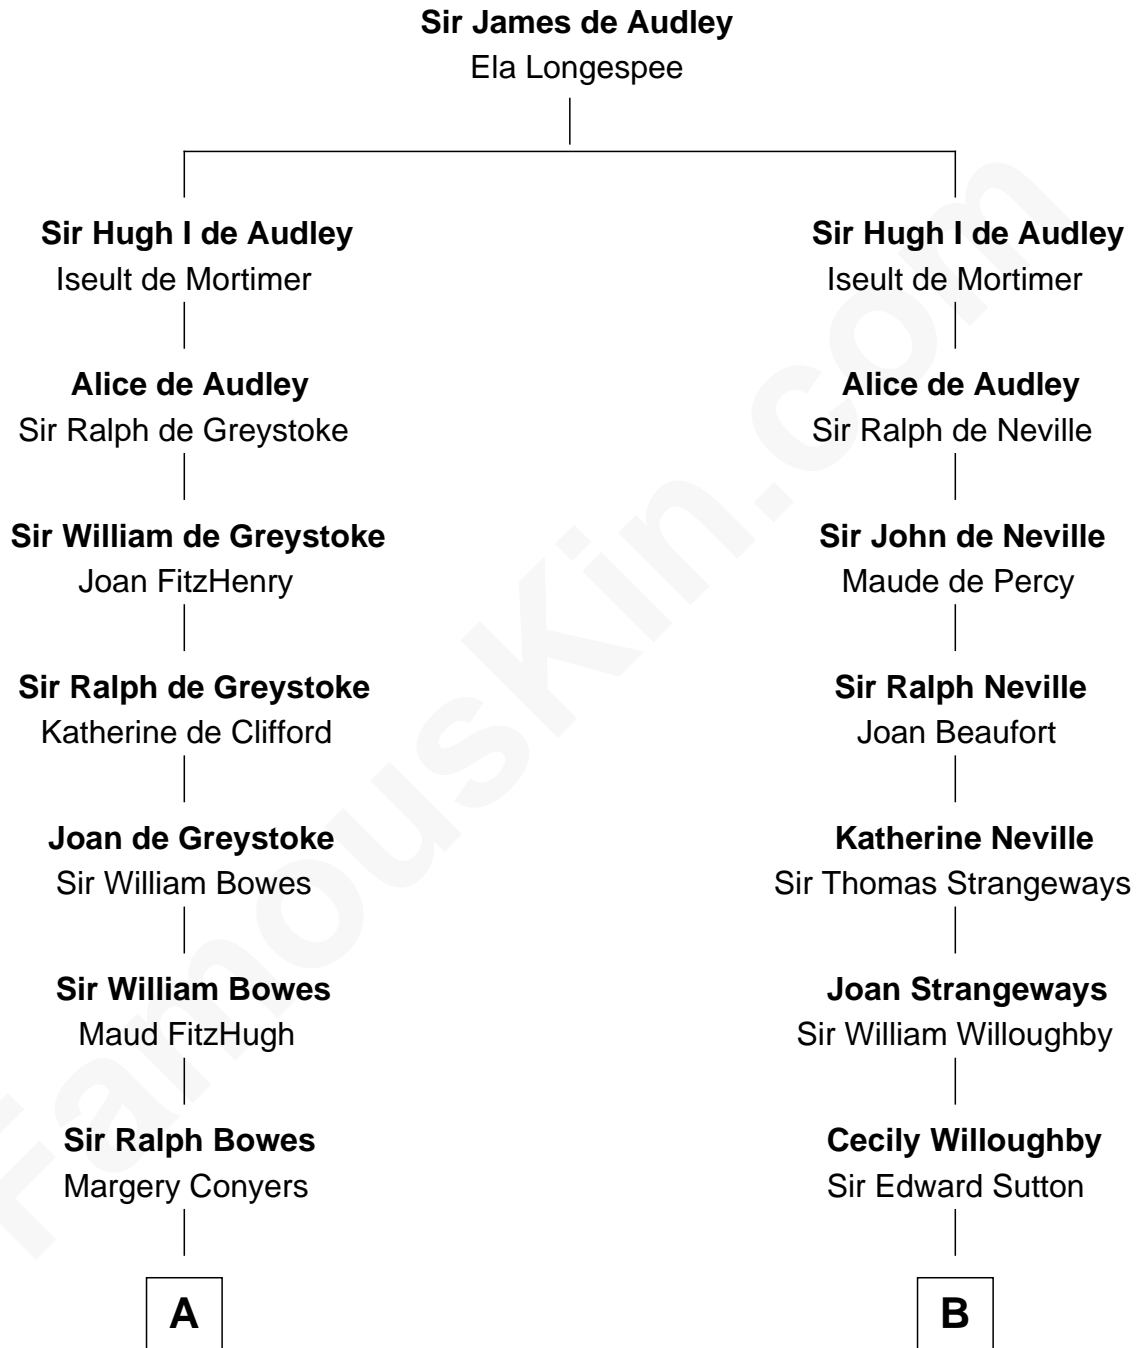 Sir James de Audley
Ela Longespee
Sir Hugh I de Audley
Iseult de Mortimer
Alice de Audley
Sir Ralph de Greystoke
Sir William de Greystoke
Joan FitzHenry
Sir Ralph de Greystoke
Katherine de Clifford
Joan de Greystoke
Sir William Bowes
Sir William Bowes
Maud FitzHugh
Sir Ralph Bowes
Margery Conyers
A
Sir Hugh I de Audley
Iseult de Mortimer
Alice de Audley
Sir Ralph de Neville
Sir John de Neville
Maude de Percy
Sir Ralph Neville
Joan Beaufort
Katherine Neville
Sir Thomas Strangeways
Joan Strangeways
Sir William Willoughby
Cecily Willoughby
Sir Edward Sutton
B
FamousKin.com